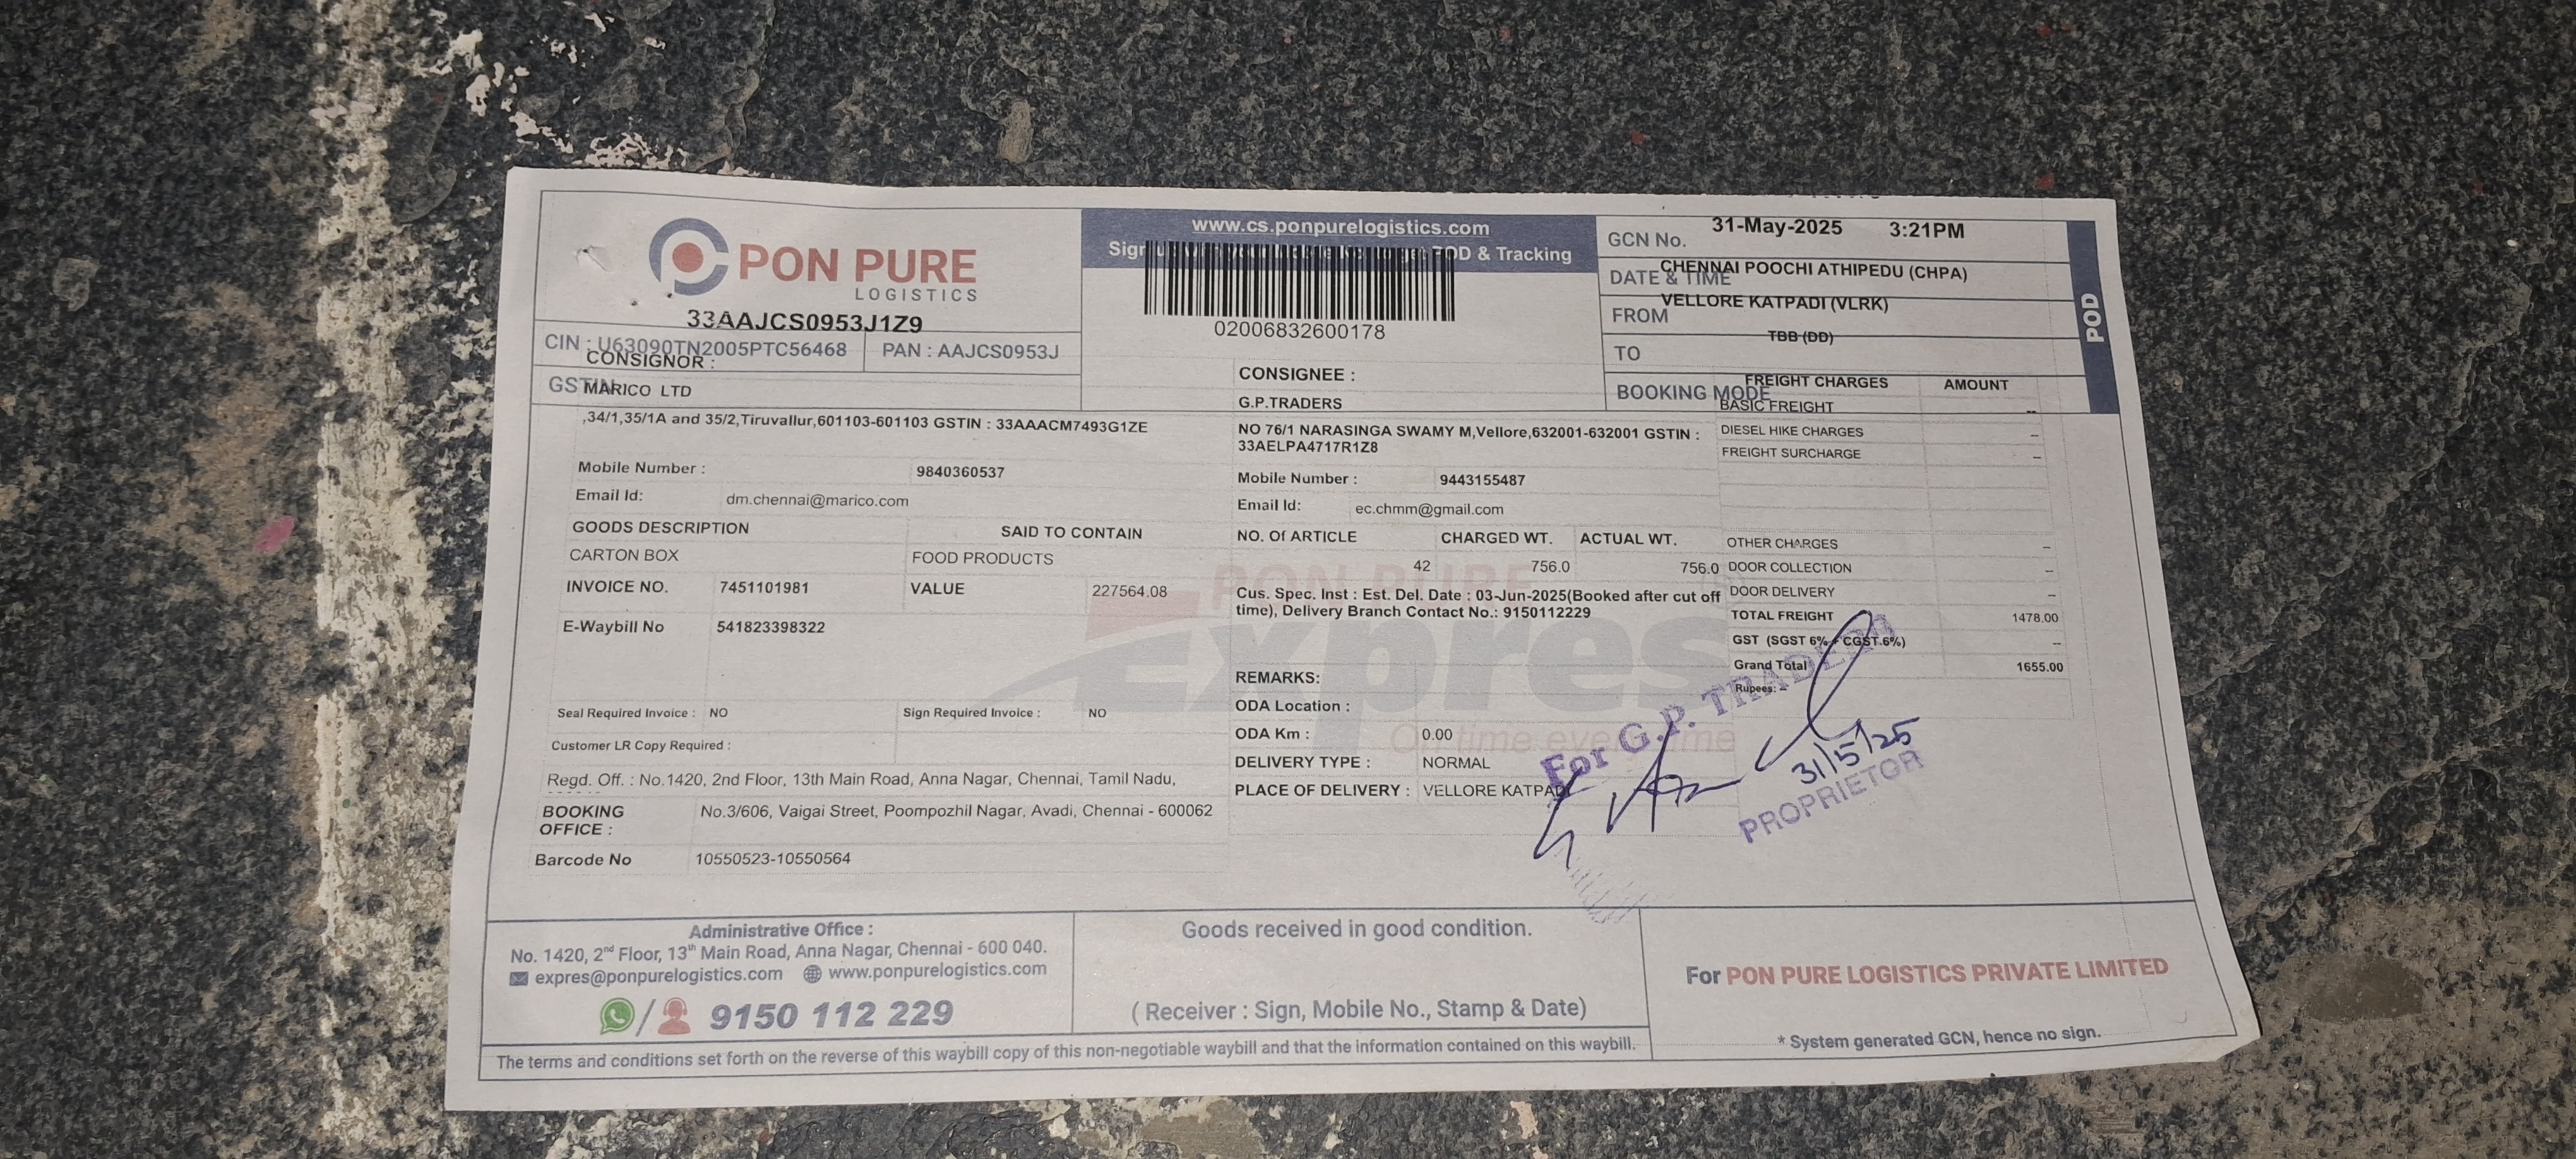 PON PURE
LOGISTICS
33AAJCS0953J1Z9
CIN : U63090TN2005PTC56468 PAN : AAJCS0953J
CONSIGNOR :
GSTIN
MARICO LTD
,34/1,35/1A and 35/2,Tiruvallur,601103-601103 GSTIN : 33AAACM7493G1ZE
Mobile Number : 9840360537
Email Id: dm.chennai@marico.com
GOODS DESCRIPTION SAID TO CONTAIN
CARTON BOX FOOD PRODUCTS
INVOICE NO. 7451101981 VALUE 227564.08
E-Waybill No 541823398322
Seal Required Invoice : NO Sign Required Invoice : NO
Customer LR Copy Required :
Regd. Off. : No.1420, 2nd Floor, 13th Main Road, Anna Nagar, Chennai, Tamil Nadu,
BOOKING OFFICE : No.3/606, Vaigai Street, Poompozhil Nagar, Avadi, Chennai - 600062
Barcode No 10550523-10550564
www.cs.ponpurelogistics.com
POD & Tracking
02006832600178
CONSIGNEE :
G.P.TRADERS
NO 76/1 NARASINGA SWAMY M,Vellore,632001-632001 GSTIN :
33AELPA4717R1Z8
Mobile Number : 9443155487
Email Id: ec.chmm@gmail.com
NO. Of ARTICLE CHARGED WT. ACTUAL WT.
42 756.0 756.0
Cus. Spec. Inst : Est. Del. Date : 03-Jun-2025(Booked after cut off
time), Delivery Branch Contact No.: 9150112229
PON PURE
Expres
On time every time
REMARKS:
ODA Location :
ODA Km : 0.00
DELIVERY TYPE : NORMAL
PLACE OF DELIVERY : VELLORE KATPADI
GCN No.
31-May-2025 3:21PM
DATE & TIME
CHENNAI POOCHI ATHIPEDU (CHPA)
FROM
VELLORE KATPADI (VLRK)
TO
TBB (DD)
BOOKING MODE
POD
FREIGHT CHARGES AMOUNT
BASIC FREIGHT --
DIESEL HIKE CHARGES --
FREIGHT SURCHARGE --
OTHER CHARGES --
DOOR COLLECTION --
DOOR DELIVERY --
TOTAL FREIGHT 1478.00
GST (SGST 6% + CGST 6%) --
Grand Total 1655.00
Rupees: --
For G.P. TRADERS
31/5/25
PROPRIETOR
Administrative Office :
No. 1420, 2nd Floor, 13th Main Road, Anna Nagar, Chennai - 600 040.
expres@ponpurelogistics.com www.ponpurelogistics.com
9150 112 229
Goods received in good condition.
( Receiver : Sign, Mobile No., Stamp & Date)
For PON PURE LOGISTICS PRIVATE LIMITED
* System generated GCN, hence no sign.
The terms and conditions set forth on the reverse of this waybill copy of this non-negotiable waybill and that the information contained on this waybill.